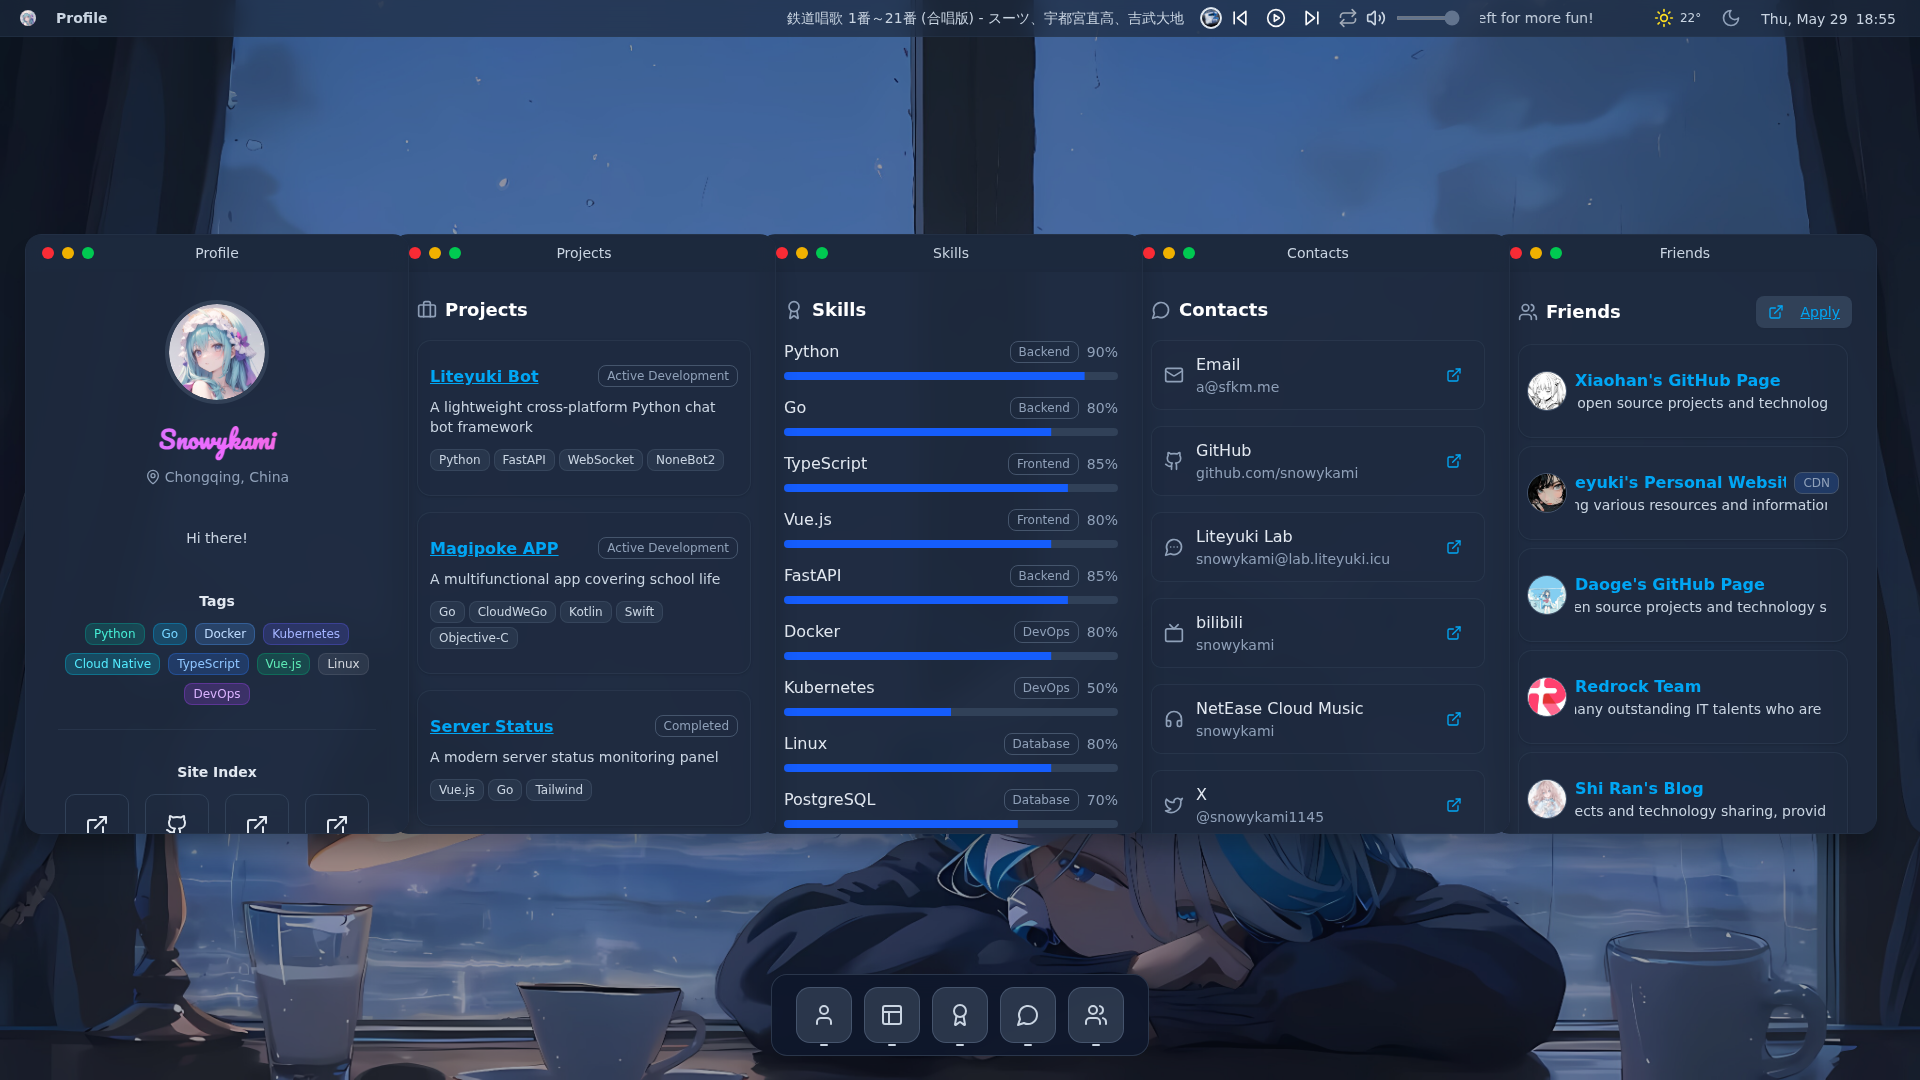 Profile
鉄道唱歌 1番～21番 (合唱版) - スーツ、宇都宮直高、吉武大地
eft for more fun!
22°
Thu, May 29 18:55
Profile
Snowykami
Chongqing, China
Hi there!
Tags
Python Go Docker Kubernetes
Cloud Native TypeScript Vue.js Linux
DevOps
Site Index
Projects
Projects
Liteyuki Bot Active Development
A lightweight cross-platform Python chat
bot framework
Python FastAPI WebSocket NoneBot2
Magipoke APP Active Development
A multifunctional app covering school life
Go CloudWeGo Kotlin Swift
Objective-C
Server Status Completed
A modern server status monitoring panel
Vue.js Go Tailwind
Skills
Skills
Python Backend 90%
Go Backend 80%
TypeScript Frontend 85%
Vue.js Frontend 80%
FastAPI Backend 85%
Docker DevOps 80%
Kubernetes DevOps 50%
Linux Database 80%
PostgreSQL Database 70%
Contacts
Contacts
Email
a@sfkm.me
GitHub
github.com/snowykami
Liteyuki Lab
snowykami@lab.liteyuki.icu
bilibili
snowykami
NetEase Cloud Music
snowykami
X
@snowykami1145
Friends
Friends Apply
Xiaohan's GitHub Page
open source projects and technolog
eyuki's Personal Websit CDN
ng various resources and information
Daoge's GitHub Page
en source projects and technology s
Redrock Team
many outstanding IT talents who are
Shi Ran's Blog
ects and technology sharing, provid